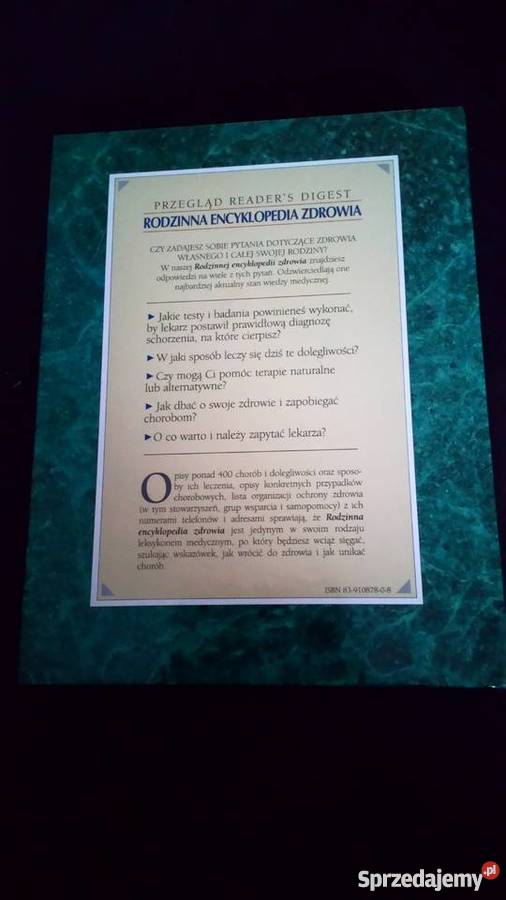 PRZEGLĄD READER'S DIGEST
RODZINNA ENCYKLOPEDIA ZDROWIA
CZY ZADAJESZ SOBIE PYTANIA DOTYCZĄCE ZDROWIA
WŁASNEGO I CAŁEJ SWOJEJ RODZINY?
W naszej Rodzinnej encyklopedii zdrowia znajdziesz
odpowiedzi na wiele z tych pytań. Odzwierciedlają one
najbardziej aktualny stan wiedzy medycznej.
► Jakie testy i badania powinieneś wykonać,
by lekarz postawił prawidłową diagnozę
schorzenia, na które cierpisz?
► W jaki sposób leczy się dziś te dolegliwości?
► Czy mogą Ci pomóc terapie naturalne
lub alternatywne?
► Jak dbać o swoje zdrowie i zapobiegać
chorobom?
► O co warto i należy zapytać lekarza?
Opisy ponad 400 chorób i dolegliwości oraz sposo-
by ich leczenia, opisy konkretnych przypadków
chorobowych, lista organizacji ochrony zdrowia
(w tym stowarzyszeń, grup wsparcia i samopomocy) z ich
numerami telefonów i adresami sprawiają, że Rodzinna
encyklopedia zdrowia jest jedynym w swoim rodzaju
leksykonem medycznym, po który będziesz wciąż sięgać,
szukając wskazówek, jak wrócić do zdrowia i jak unikać
chorób.
ISBN 83-910878-0-8
Sprzedajemy.pl